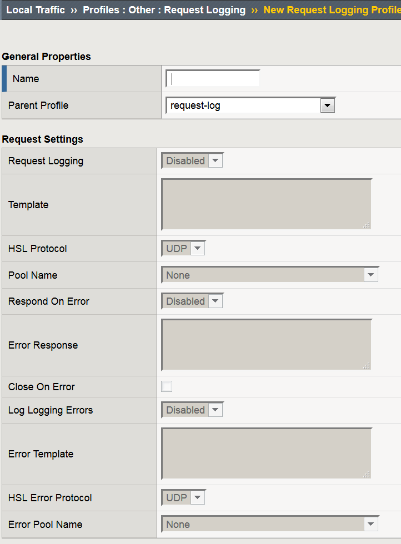 Local Traffic ›› Profiles : Other : Request Logging ›› New Request Logging Profile
General Properties
Name
Parent Profile request-log
Request Settings
Request Logging Disabled
Template
HSL Protocol UDP
Pool Name None
Respond On Error Disabled
Error Response
Close On Error
Log Logging Errors Disabled
Error Template
HSL Error Protocol UDP
Error Pool Name None